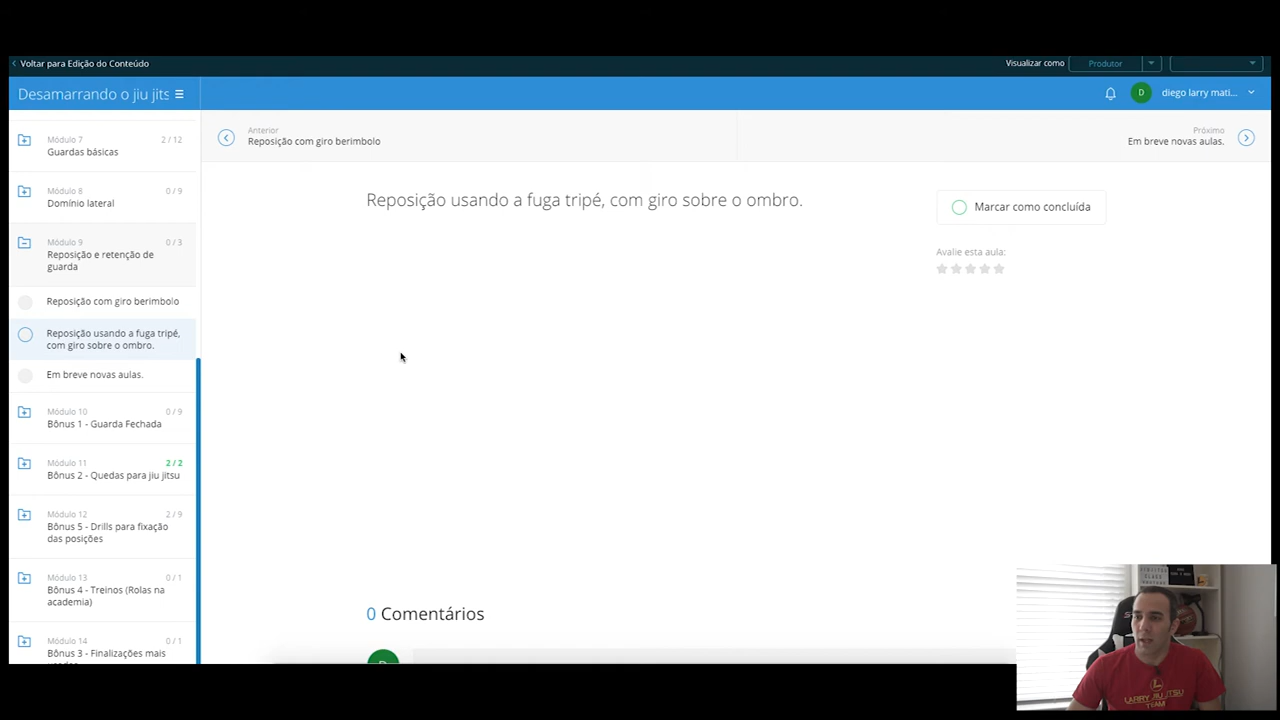 Voltar para Edição do Conteúdo
Visualizar como
Produtor
Desamarrando o jiu jits
D
diego larry mati...
Módulo 7
2 / 12
Guardas básicas
Módulo 8
0 / 9
Domínio lateral
Módulo 9
0 / 3
Reposição e retenção de
guarda
Reposição com giro berimbolo
Reposição usando a fuga tripé,
com giro sobre o ombro.
Em breve novas aulas.
Módulo 10
0 / 9
Bônus 1 - Guarda Fechada
Módulo 11
2 / 2
Bônus 2 - Quedas para jiu jitsu
Módulo 12
2 / 9
Bônus 5 - Drills para fixação
das posições
Módulo 13
0 / 1
Bônus 4 - Treinos (Rolas na
academia)
Módulo 14
0 / 1
Bônus 3 - Finalizações mais
Anterior
Reposição com giro berimbolo
Próximo
Em breve novas aulas.
Reposição usando a fuga tripé, com giro sobre o ombro.
Marcar como concluída
Avalie esta aula:
0 Comentários
LARRY JIU JITSU
TEAM